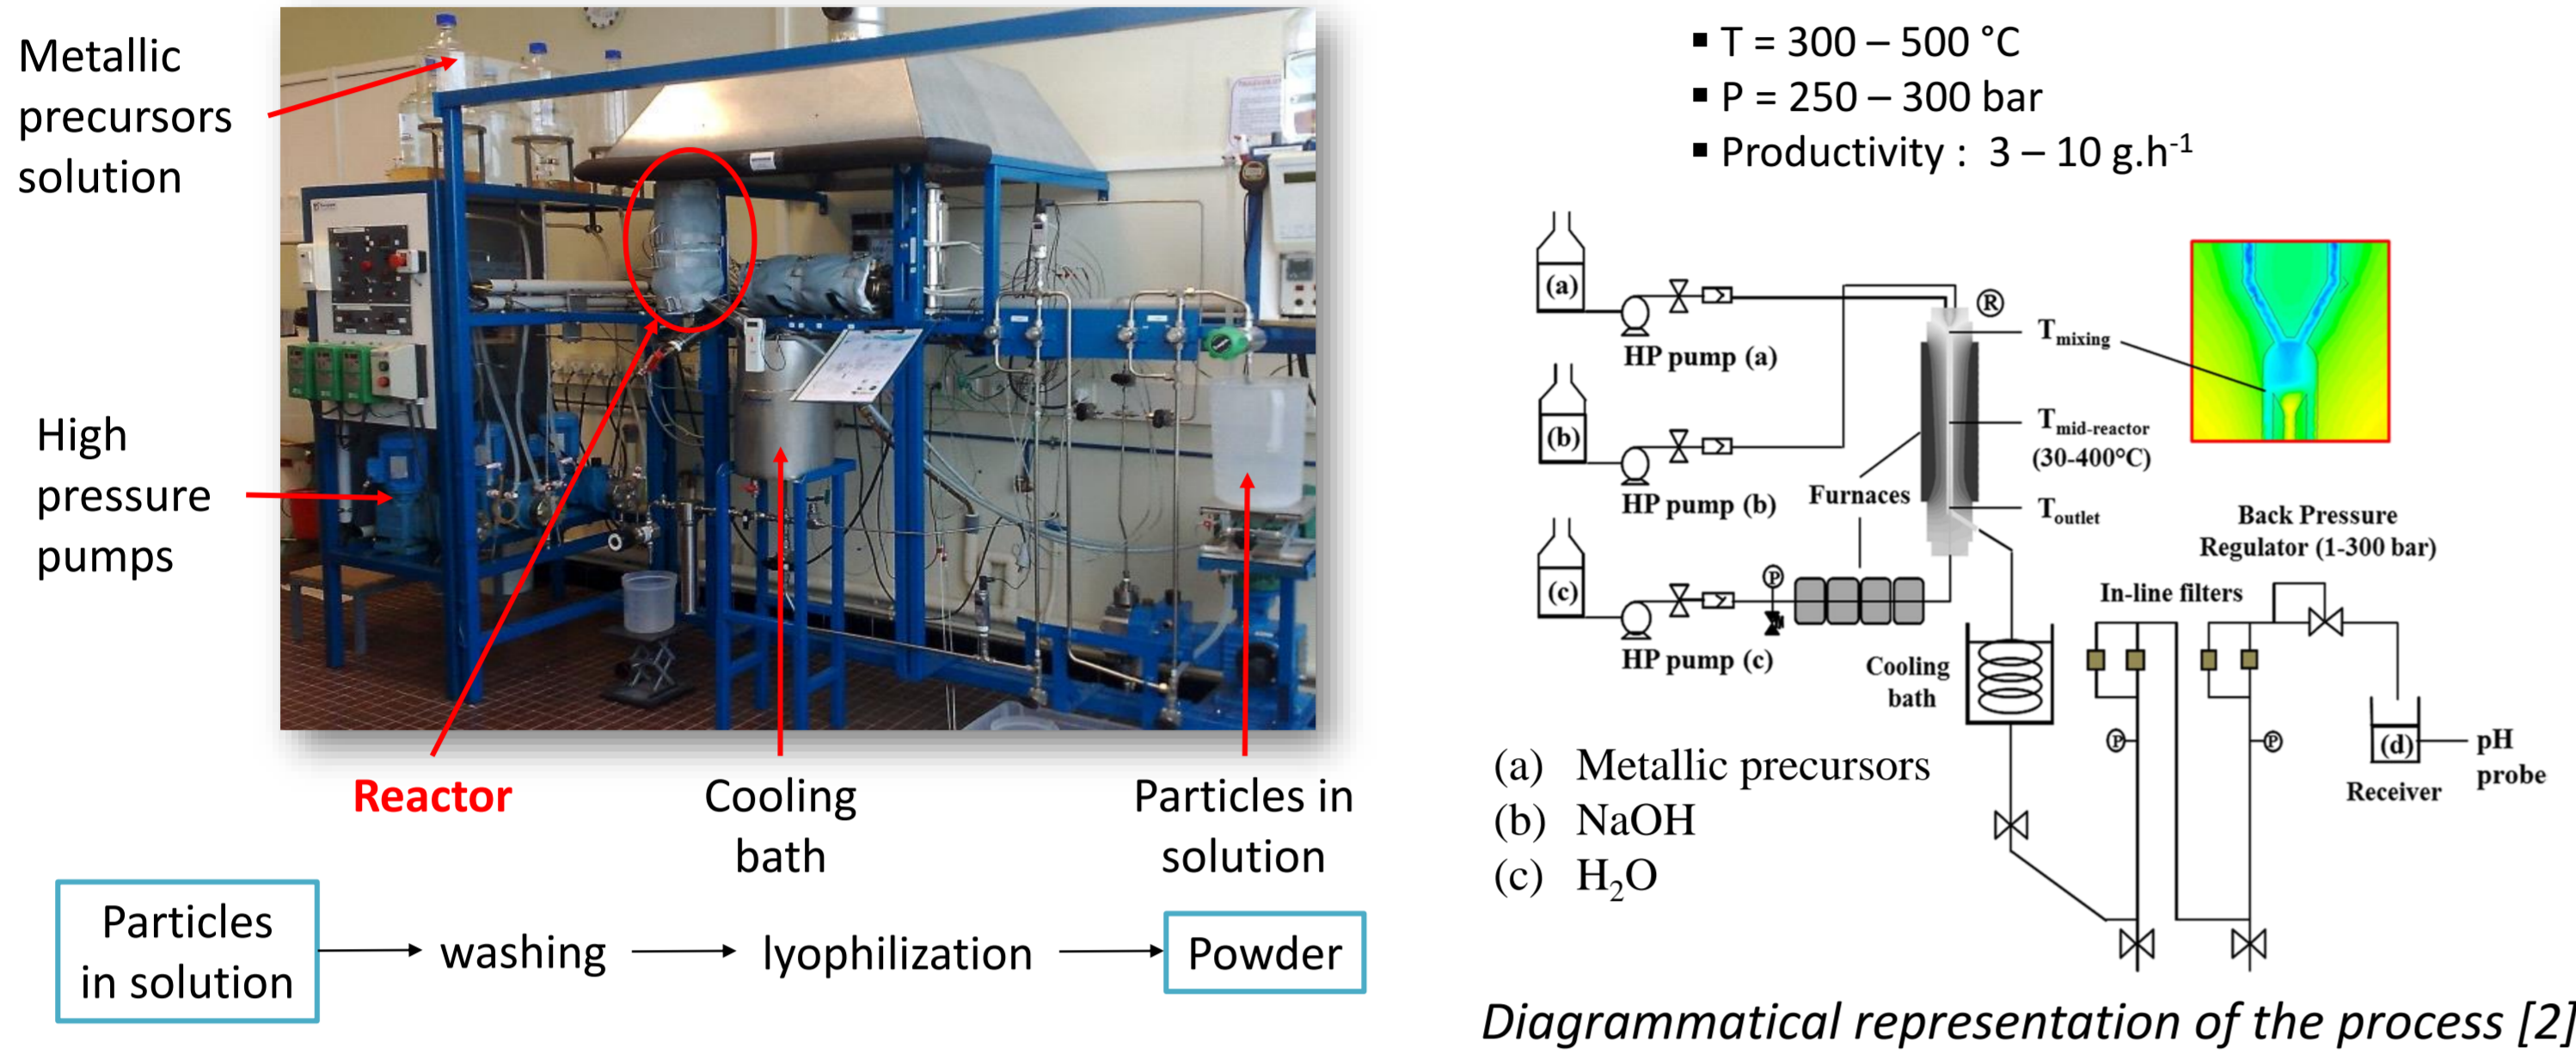 Metallic
precursors
solution
High
pressure
pumps
Reactor
Cooling
bath
Particles in
solution
Particles
in solution
washing
lyophilization
Powder
▪ T = 300 – 500 °C
▪ P = 250 – 300 bar
▪ Productivity : 3 – 10 g.h-1
(a)
HP pump (a)
(b)
HP pump (b)
(c)
HP pump (c)
P
Furnaces
®
Tmixing
Tmid-reactor
(30-400°C)
Toutlet
Back Pressure
Regulator (1-300 bar)
In-line filters
Cooling
bath
P
P
(d)
pH
probe
Receiver
(a) Metallic precursors
(b) NaOH
(c) H2O
Diagrammatical representation of the process [2]